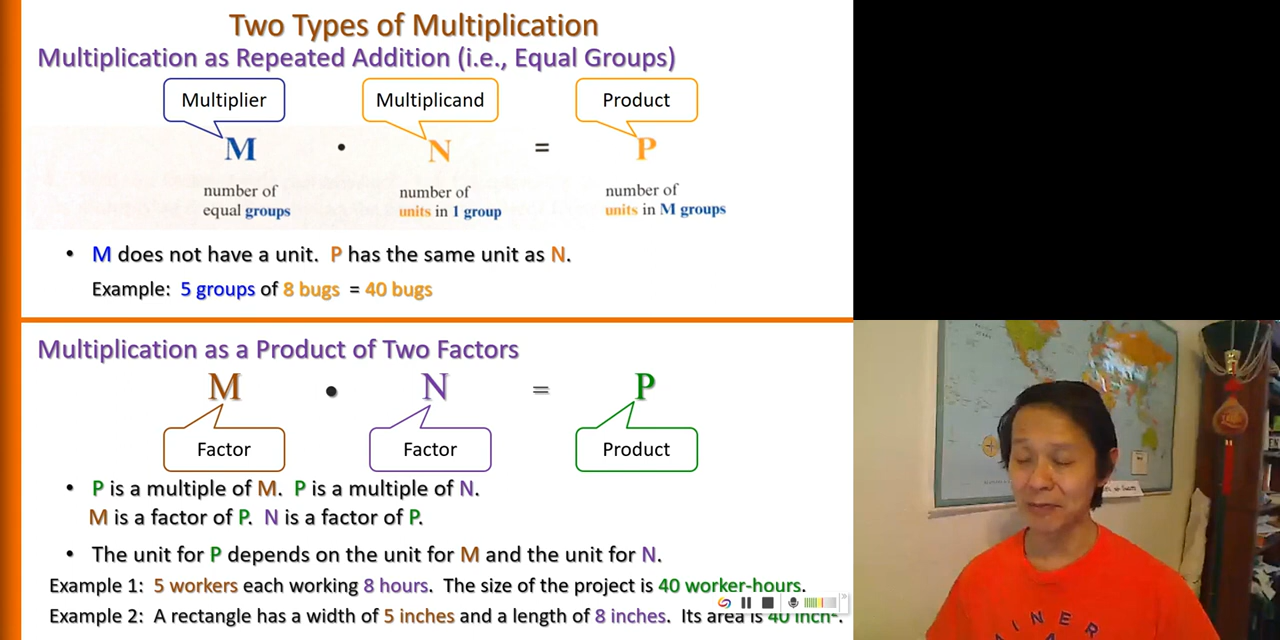 Two Types of Multiplication
Multiplication as Repeated Addition (i.e., Equal Groups)
Multiplier Multiplicand Product
M • N = P
number of equal groups
number of units in 1 group
number of units in M groups
• M does not have a unit. P has the same unit as N.
Example: 5 groups of 8 bugs = 40 bugs
Multiplication as a Product of Two Factors
M • N = P
Factor Factor Product
• P is a multiple of M. P is a multiple of N.
M is a factor of P. N is a factor of P.
• The unit for P depends on the unit for M and the unit for N.
Example 1: 5 workers each working 8 hours. The size of the project is 40 worker-hours.
Example 2: A rectangle has a width of 5 inches and a length of 8 inches. Its area is 40 inch².
INER